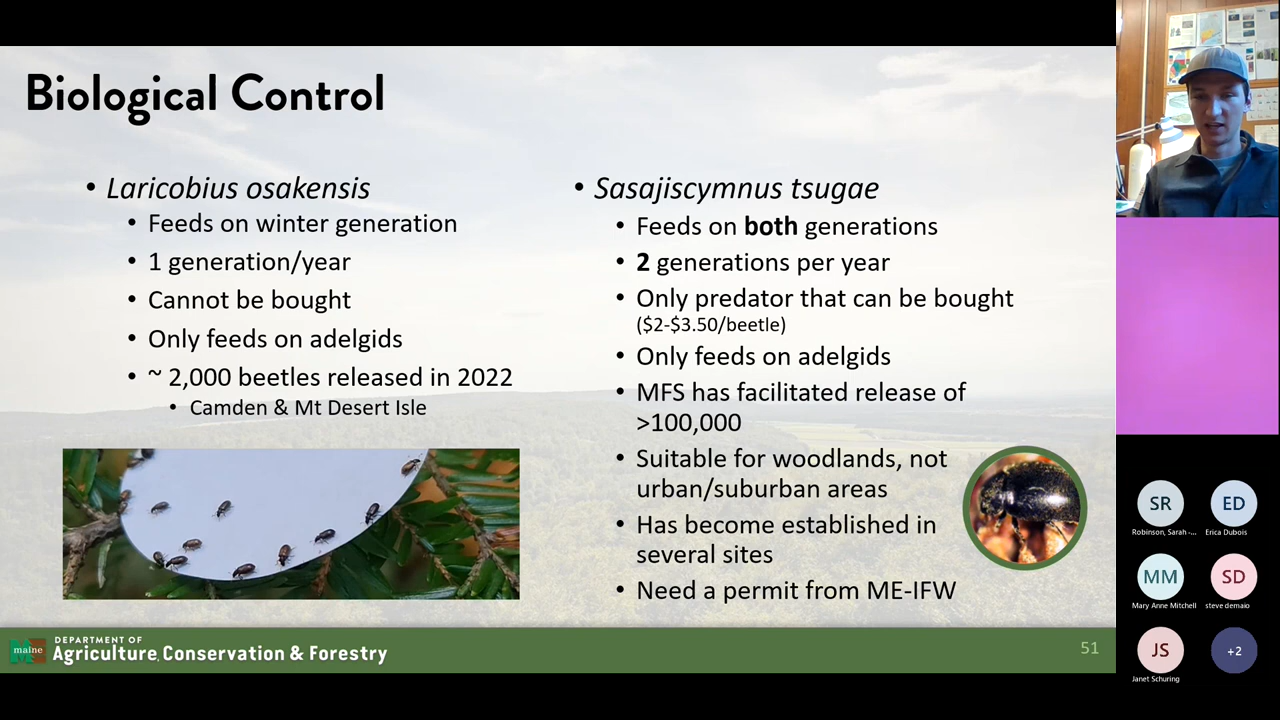 Biological Control
• Laricobius osakensis
• Feeds on winter generation
• 1 generation/year
• Cannot be bought
• Only feeds on adelgids
• ~ 2,000 beetles released in 2022
• Camden & Mt Desert Isle
• Sasajiscymnus tsugae
• Feeds on both generations
• 2 generations per year
• Only predator that can be bought
($2-$3.50/beetle)
• Only feeds on adelgids
• MFS has facilitated release of
>100,000
• Suitable for woodlands, not
urban/suburban areas
• Has become established in
several sites
• Need a permit from ME-IFW
maine
DEPARTMENT OF
Agriculture, Conservation & Forestry
51
SR
Robinson, Sarah -...
ED
Erica Dubois
MM
Mary Anne Mitchell
SD
steve demaio
JS
Janet Schuring
+2